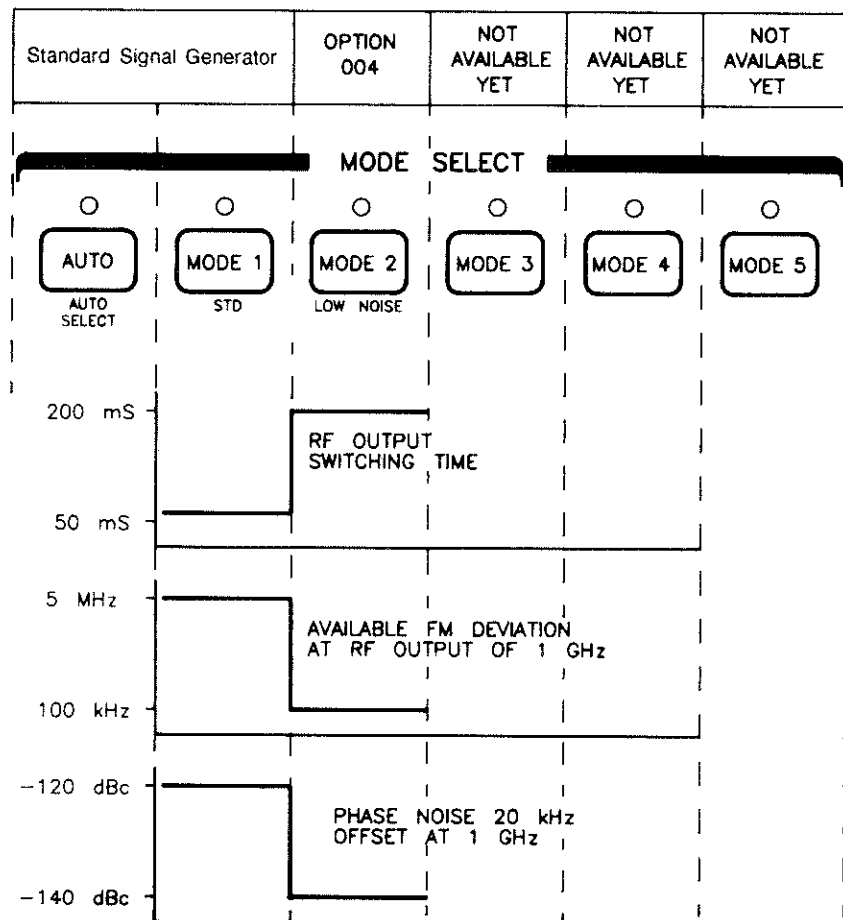 Standard Signal Generator
OPTION
004
NOT
AVAILABLE
YET
NOT
AVAILABLE
YET
NOT
AVAILABLE
YET
MODE SELECT
AUTO
MODE 1
MODE 2
MODE 3
MODE 4
MODE 5
AUTO
SELECT
STD
LOW NOISE
200 mS
RF OUTPUT
SWITCHING TIME
50 mS
5 MHz
AVAILABLE FM DEVIATION
AT RF OUTPUT OF 1 GHz
100 kHz
-120 dBc
PHASE NOISE 20 kHz
OFFSET AT 1 GHz
-140 dBc